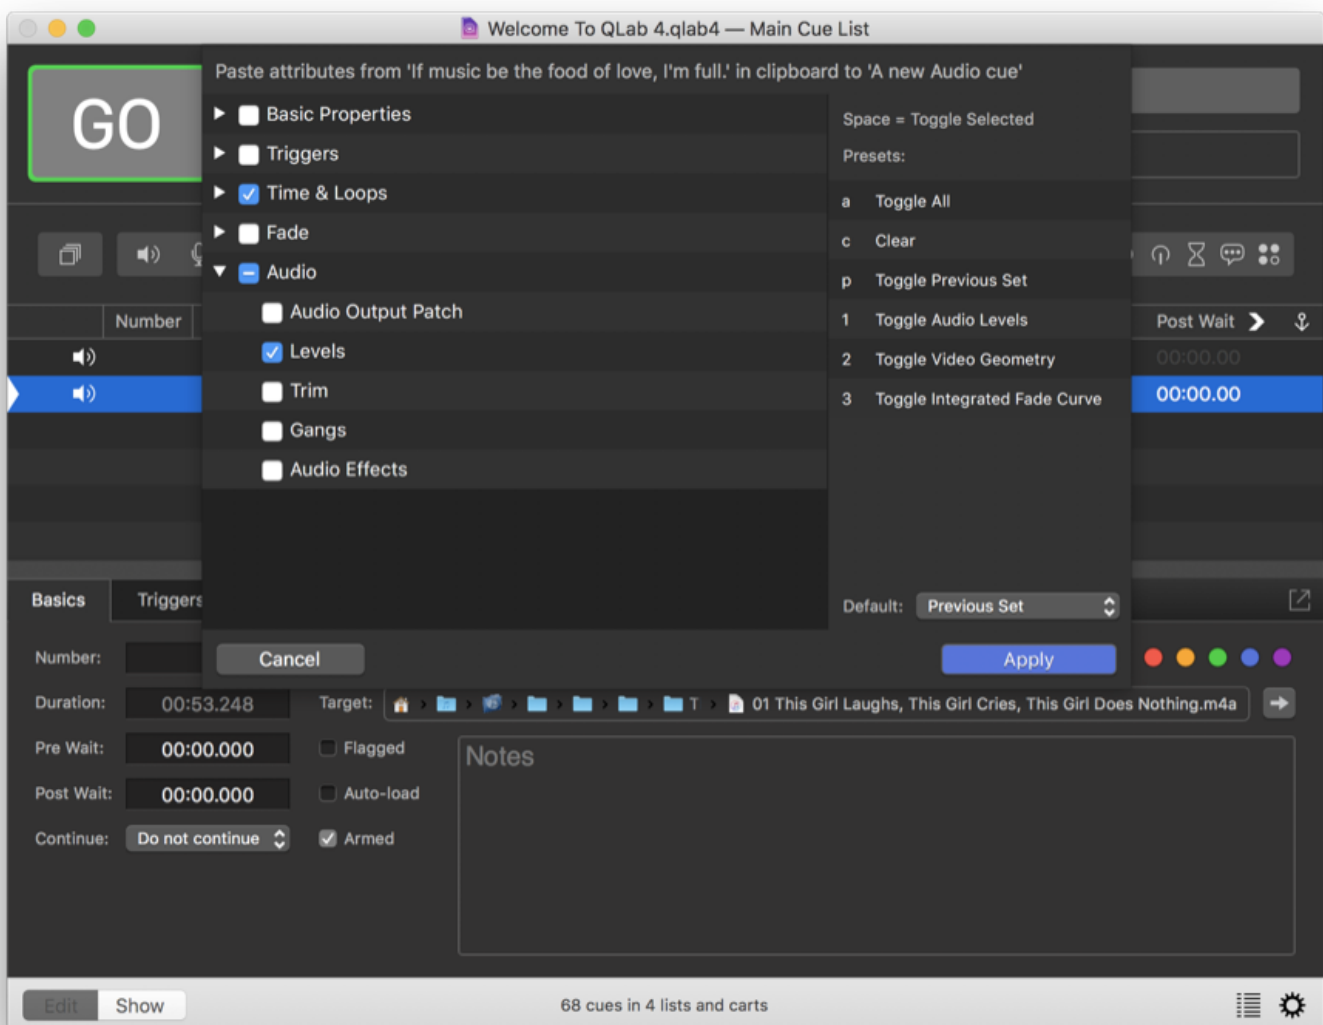 Welcome To QLab 4.qlab4 — Main Cue List
GO
Paste attributes from 'If music be the food of love, I'm full.' in clipboard to 'A new Audio cue'
Basic Properties
Triggers
Time & Loops
Fade
Audio
Audio Output Patch
Levels
Trim
Gangs
Audio Effects
Space = Toggle Selected
Presets:
a Toggle All
c Clear
p Toggle Previous Set
1 Toggle Audio Levels
2 Toggle Video Geometry
3 Toggle Integrated Fade Curve
Default: Previous Set
Cancel
Apply
Number
Post Wait
00:00.00
00:00.00
Basics
Triggers
Number:
Duration: 00:53.248
Target: T 01 This Girl Laughs, This Girl Cries, This Girl Does Nothing.m4a
Pre Wait: 00:00.000
Flagged
Notes
Post Wait: 00:00.000
Auto-load
Continue: Do not continue
Armed
Edit
Show
68 cues in 4 lists and carts